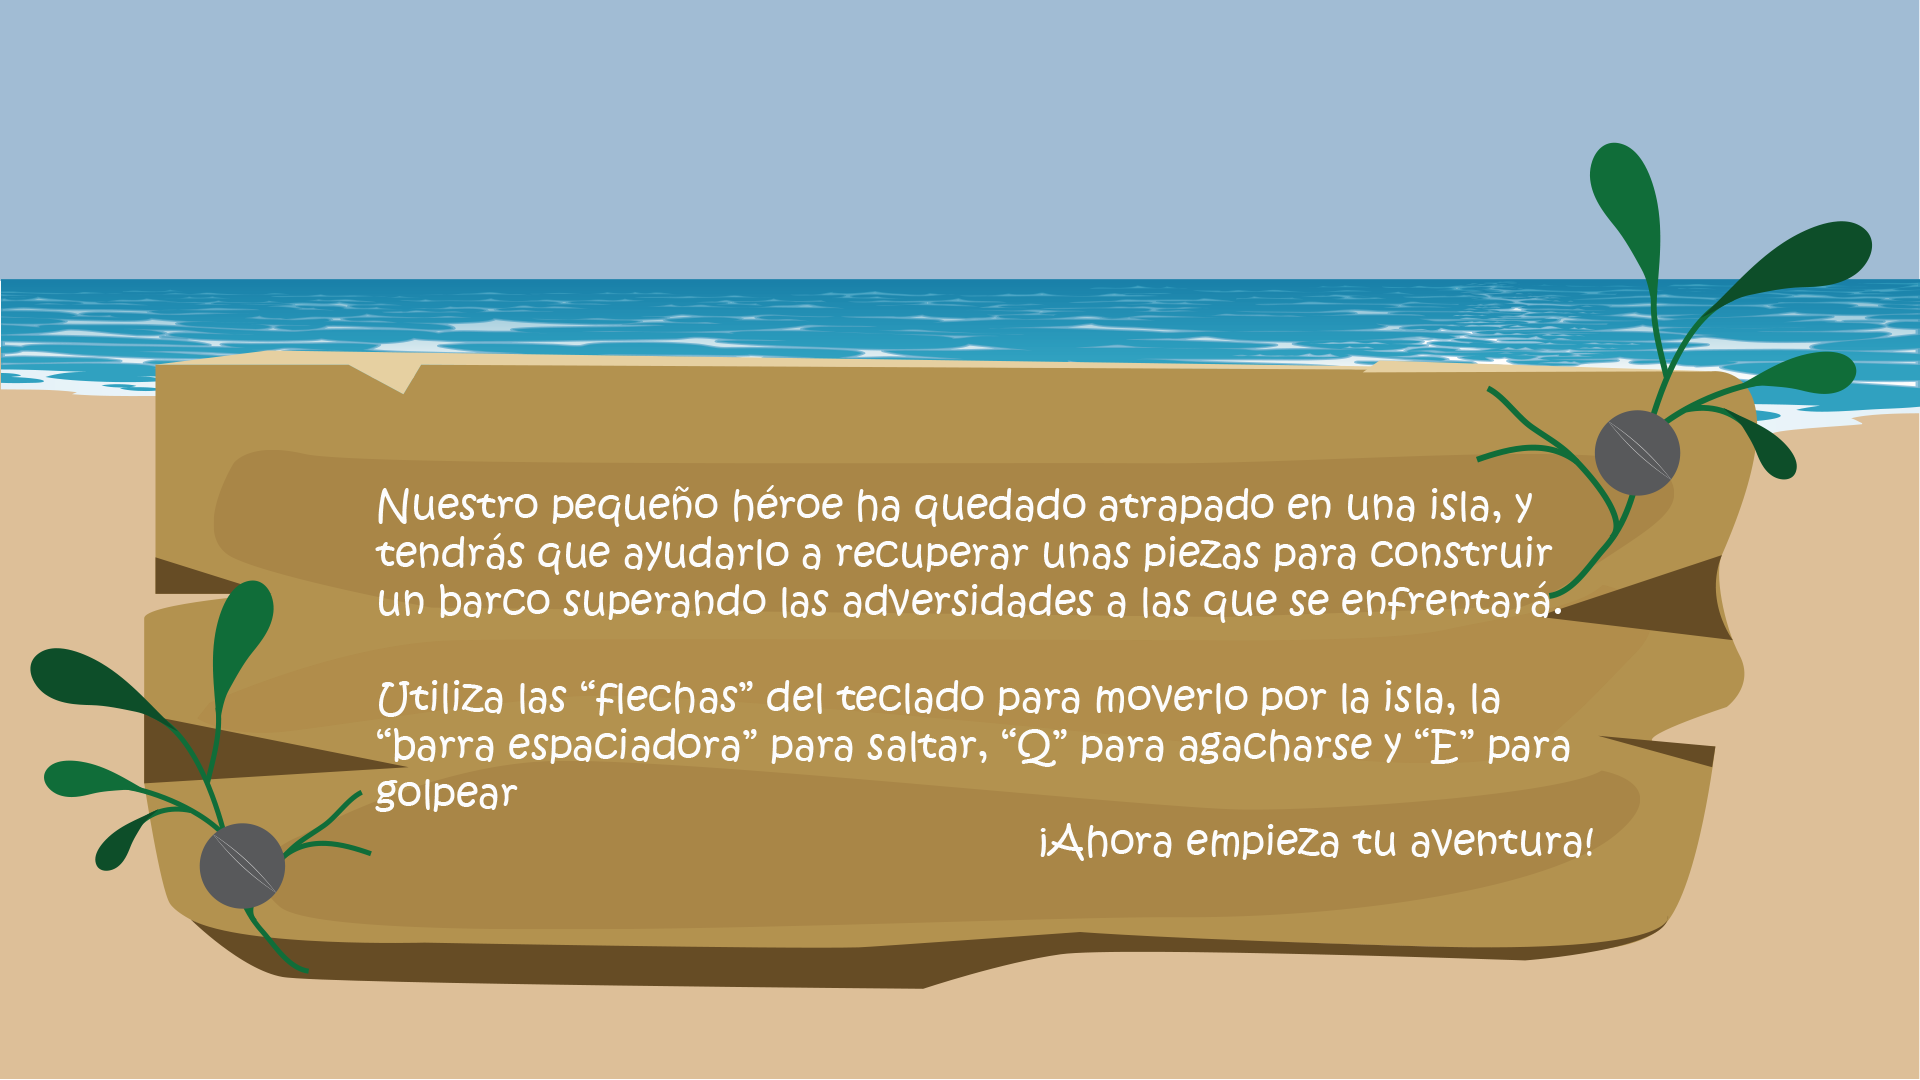 Nuestro pequeño héroe ha quedado atrapado en una isla, y
tendrás que ayudarlo a recuperar unas piezas para construir
un barco superando las adversidades a las que se enfrentará.
Utiliza las “flechas” del teclado para moverlo por la isla, la
“barra espaciadora” para saltar, “Q” para agacharse y “E” para
golpear
¡Ahora empieza tu aventura!